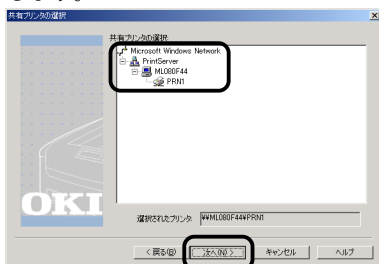 共有プリンタの選択
共有プリンタの選択:
Microsoft Windows Network
PrintServer
ML080F44
PRN1
OKI
選択されたプリンタ: ¥¥ML080F44¥PRN1
< 戻る(B)
次へ(N) >
キャンセル
ヘルプ